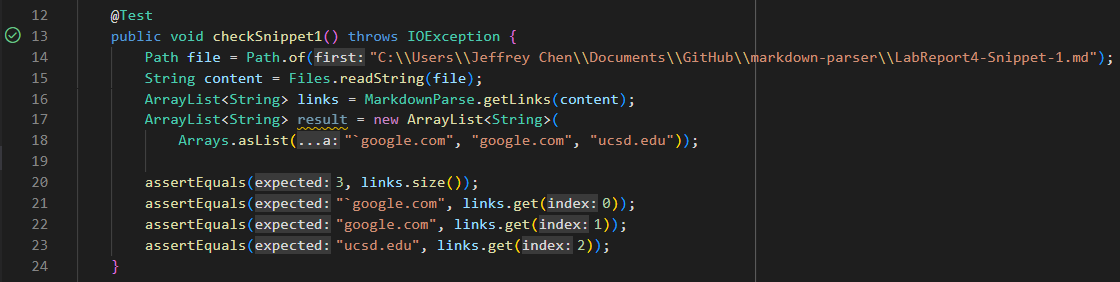 12 @Test
13 public void checkSnippet1() throws IOException {
14 Path file = Path.of(first: "C:\\Users\\Jeffrey Chen\\Documents\\GitHub\\markdown-parser\\LabReport4-Snippet-1.md");
15 String content = Files.readString(file);
16 ArrayList<String> links = MarkdownParse.getLinks(content);
17 ArrayList<String> result = new ArrayList<String>(
18 Arrays.asList(...a: "`google.com", "google.com", "ucsd.edu"));
19
20 assertEquals(expected: 3, links.size());
21 assertEquals(expected: "`google.com", links.get(index: 0));
22 assertEquals(expected: "google.com", links.get(index: 1));
23 assertEquals(expected: "ucsd.edu", links.get(index: 2));
24 }